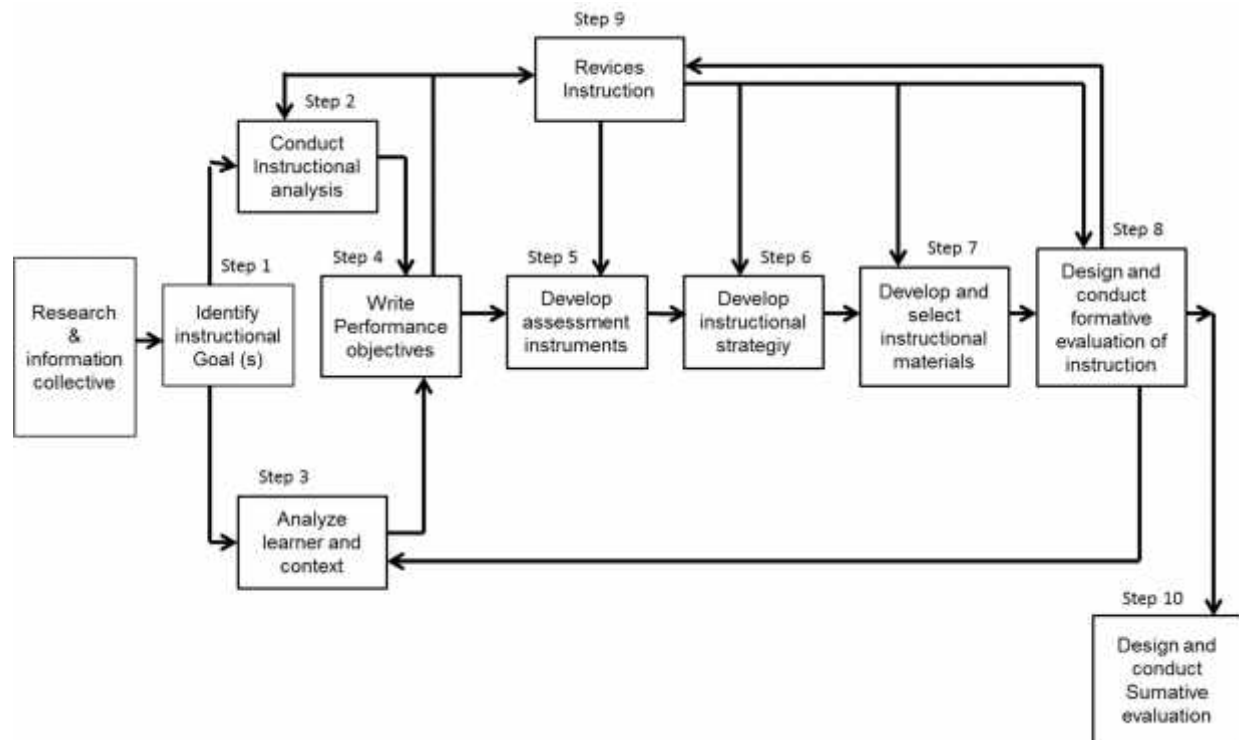 Step 9
Revices
Instruction
Step 2
Conduct
Instructional
analysis
Step 1
Identify
instructional
Goal (s)
Research
&
information
collective
Step 4
Write
Performance
objectives
Step 5
Develop
assessment
instruments
Step 6
Develop
instructional
strategiy
Step 7
Develop and
select
instructional
materials
Step 8
Design and
conduct
formative
evaluation of
instruction
Step 3
Analyze
learner and
context
Step 10
Design and
conduct
Sumative
evaluation